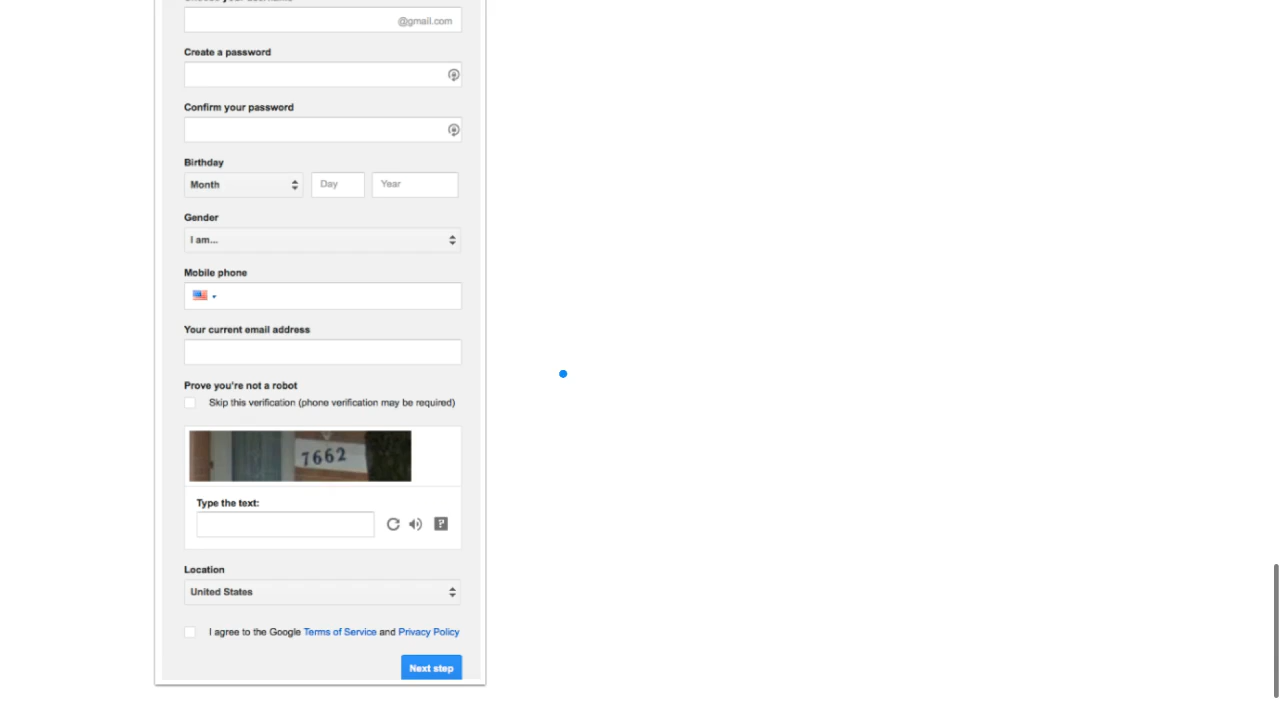 @gmail.com
Create a password
Confirm your password
Birthday
Month Day Year
Gender
I am...
Mobile phone
Your current email address
Prove you're not a robot
Skip this verification (phone verification may be required)
7662
Type the text:
?
Location
United States
I agree to the Google Terms of Service and Privacy Policy
Next step